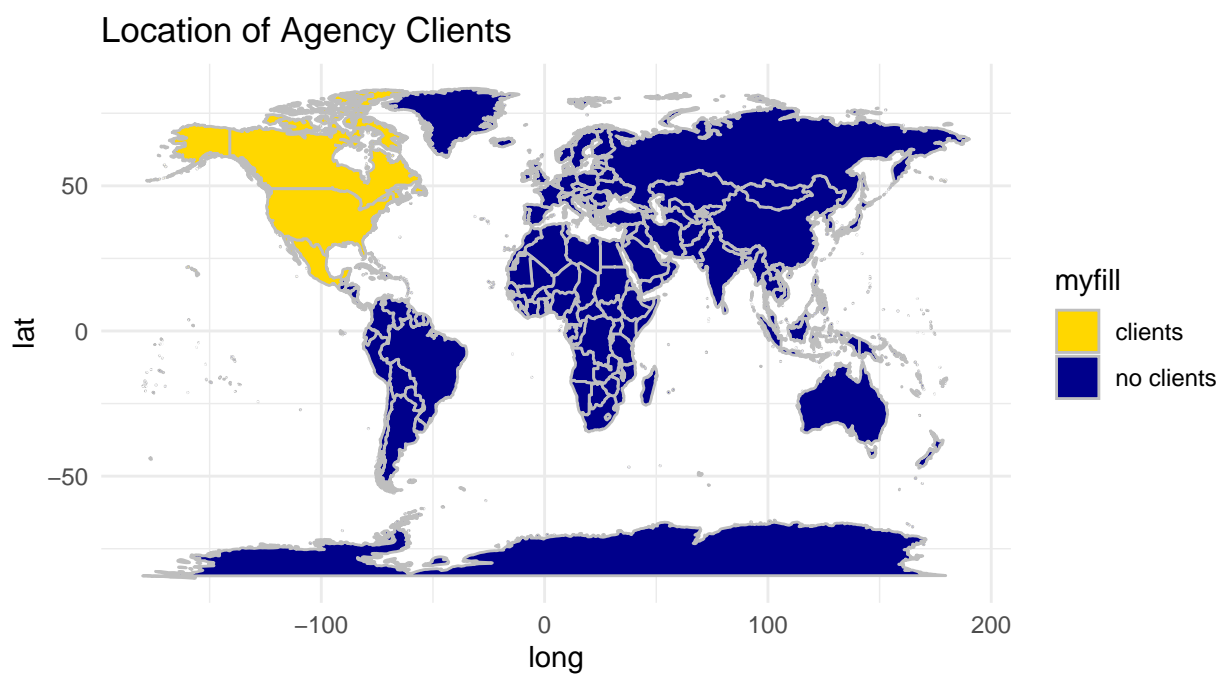 Location of Agency Clients
50
0
−50
lat
−100
0
100
200
long
myfill
clients
no clients